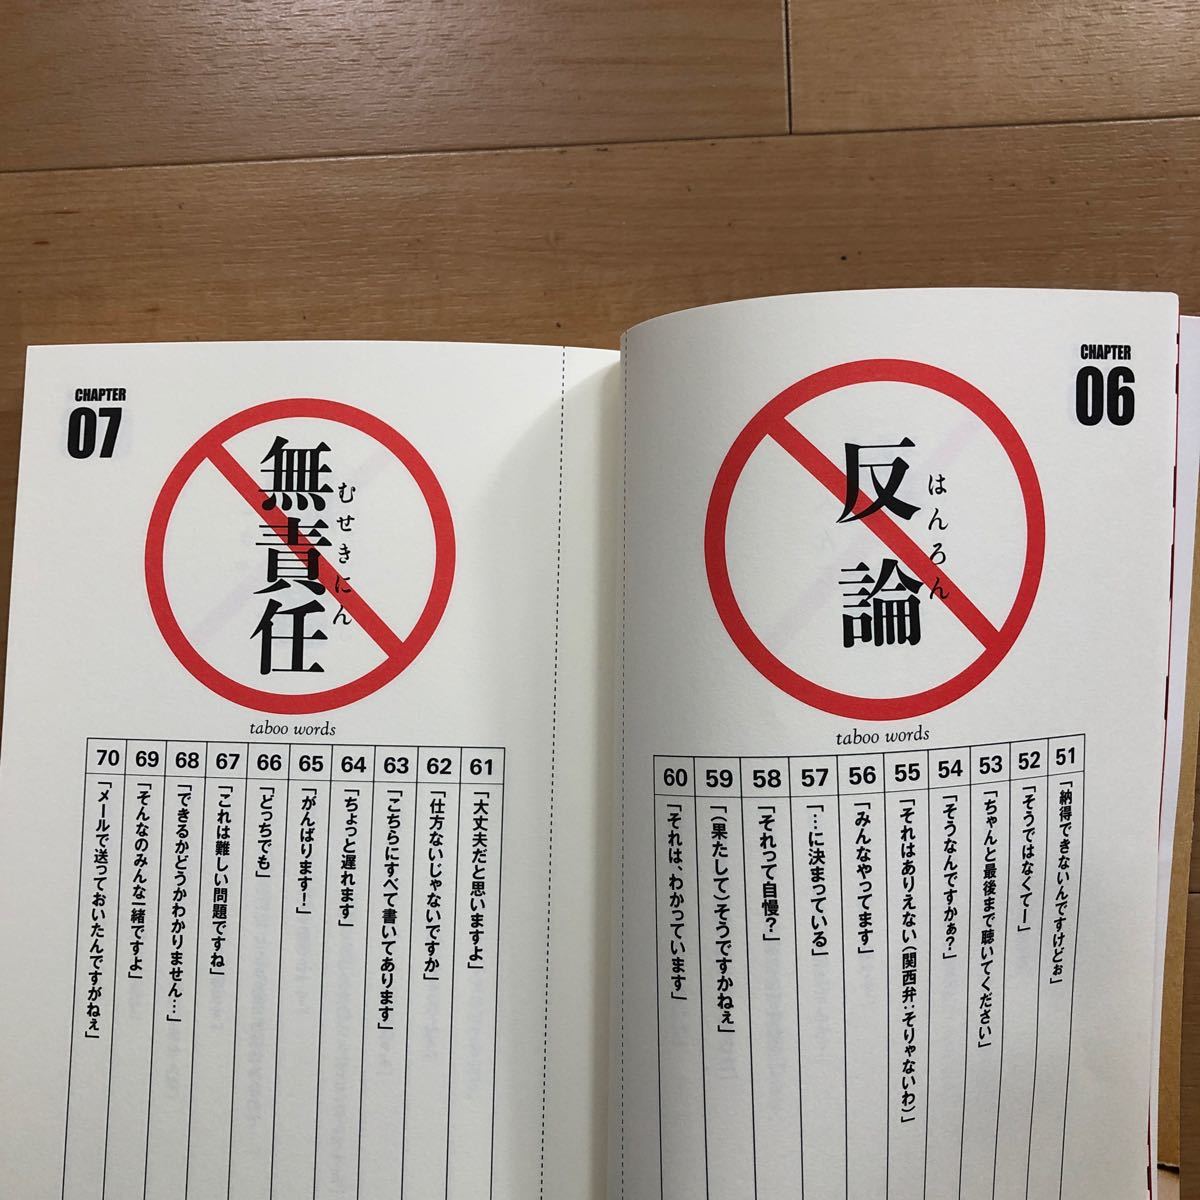 CHAPTER
06
反論
はんろん
taboo words
51
「納得できないんですけどぉ」
52
「そうではなくてー」
53
「ちゃんと最後まで聴いてください」
54
「そうなんですかぁ?」
55
「それはありえない(関西弁:そりゃないわ)」
56
「みんなやってます」
57
「…に決まっている」
58
「それって自慢?」
59
「(果たして)そうですかねぇ」
60
「それは、わかっています」
CHAPTER
07
無責任
むせきにん
taboo words
61
「大丈夫だと思いますよ」
62
「仕方ないじゃないですか」
63
「こちらにすべて書いてあります」
64
「ちょっと遅れます」
65
「がんばります!」
66
「どっちでも」
67
「これは難しい問題ですね」
68
「できるかどうかわかりません…」
69
「そんなのみんな一緒ですよ」
70
「メールで送っておいたんですがねぇ」